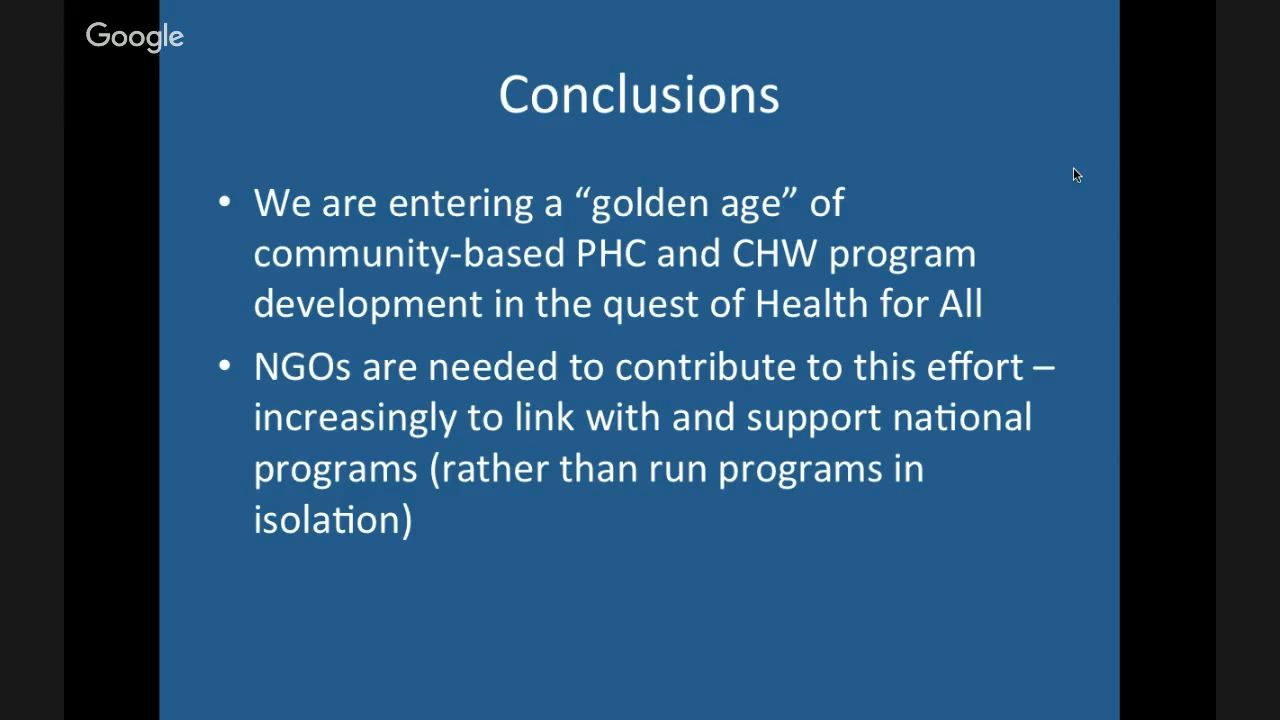 Google
Conclusions
• We are entering a “golden age” of
community-based PHC and CHW program
development in the quest of Health for All
• NGOs are needed to contribute to this effort –
increasingly to link with and support national
programs (rather than run programs in
isolation)